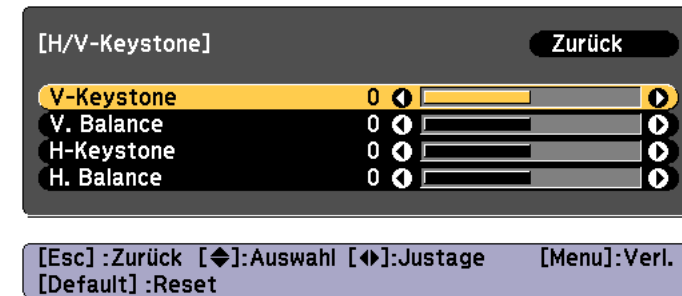 [H/V-Keystone] Zurück
V-Keystone 0
V. Balance 0
H-Keystone 0
H. Balance 0
[Esc] :Zurück [◆]:Auswahl [◆]:Justage [Menu]:Verl.
[Default] :Reset